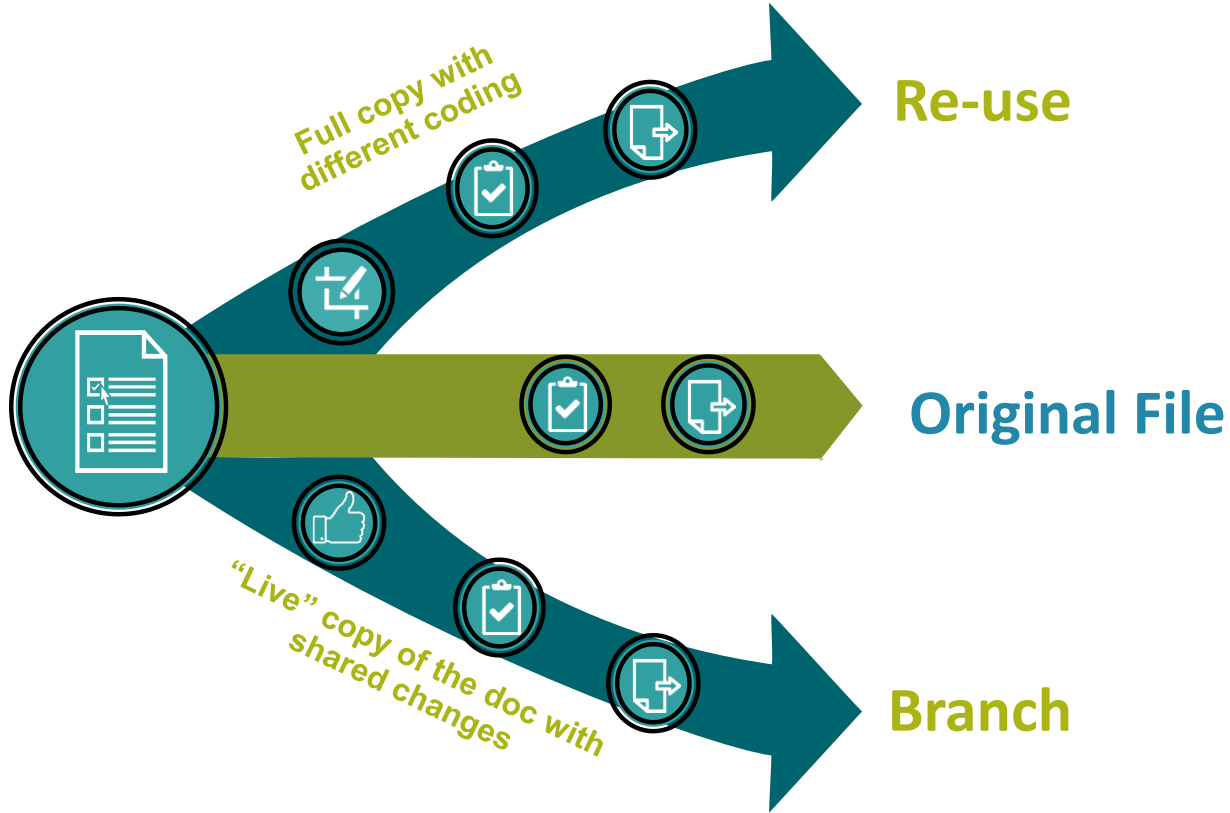 Full copy with
different coding
Re-use
Original File
“Live” copy of the doc with
shared changes
Branch